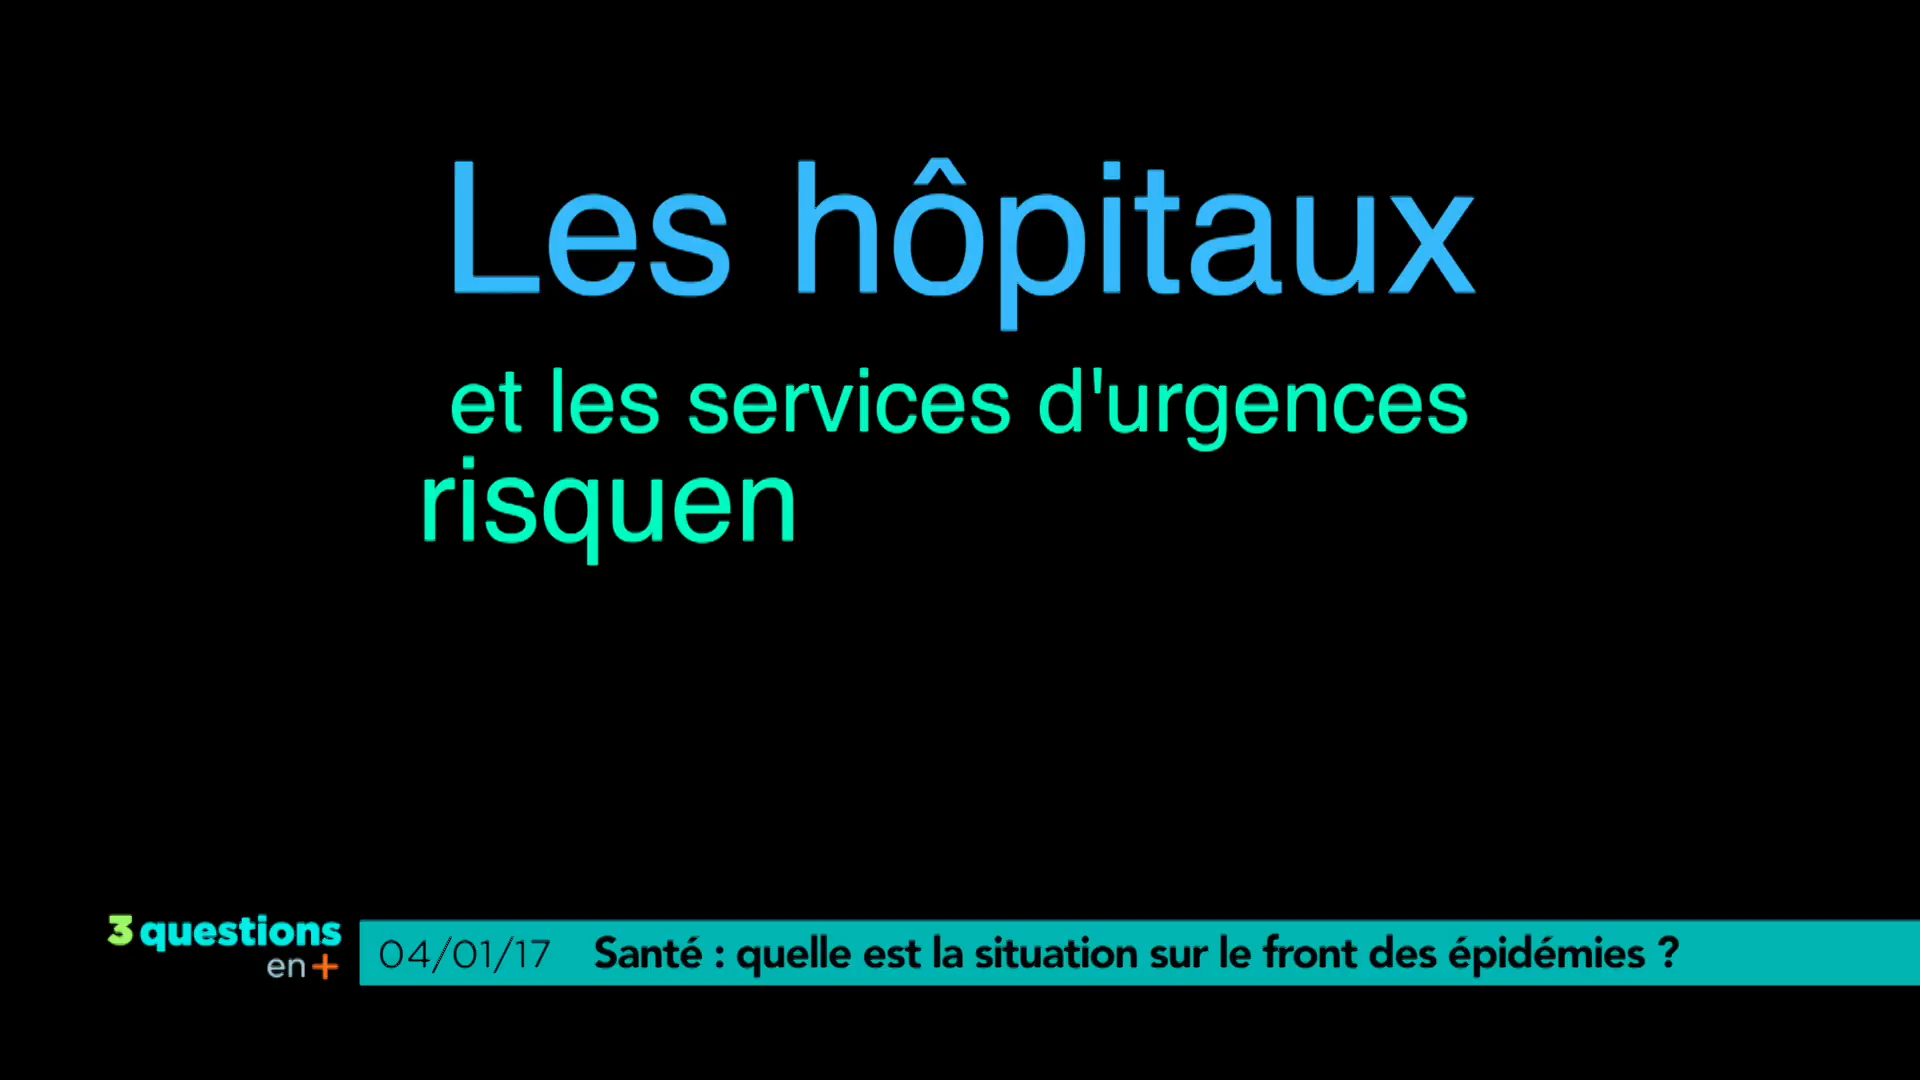 Les hôpitaux
et les services d'urgences
risquen
3 questions
en +
04/01/17 Santé : quelle est la situation sur le front des épidémies ?